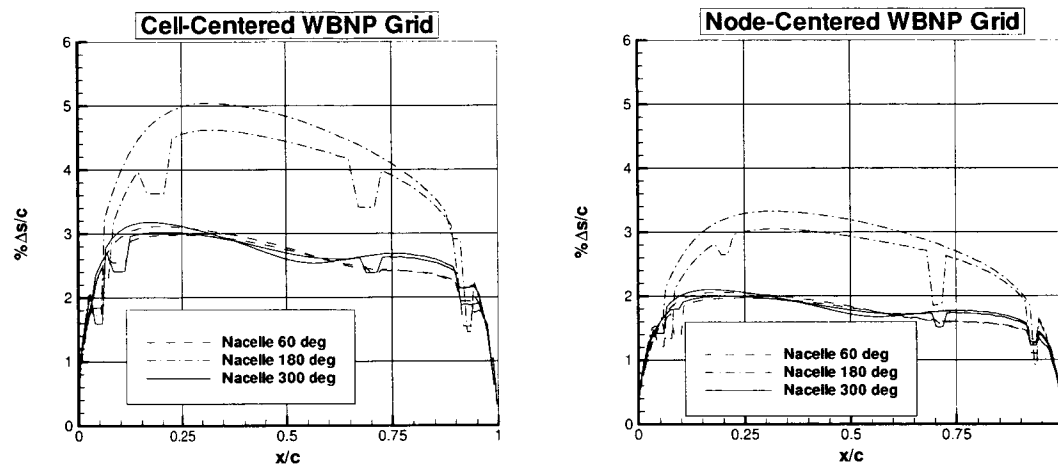 Cell-Centered WBNP Grid
6
5
4
3
2
1
0
%Δs/c
Nacelle 60 deg
Nacelle 180 deg
Nacelle 300 deg
0
0.25
0.5
0.75
1
x/c
Node-Centered WBNP Grid
6
5
4
3
2
1
0
%Δs/c
Nacelle 60 deg
Nacelle 180 deg
Nacelle 300 deg
0
0.25
0.5
0.75
x/c